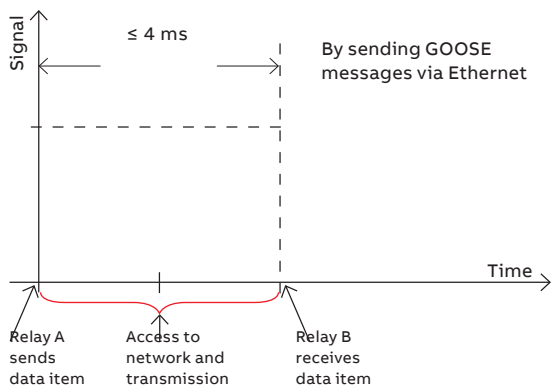 Signal
≤ 4 ms
By sending GOOSE
messages via Ethernet
Time
Relay A
sends
data item
Access to
network and
transmission
Relay B
receives
data item